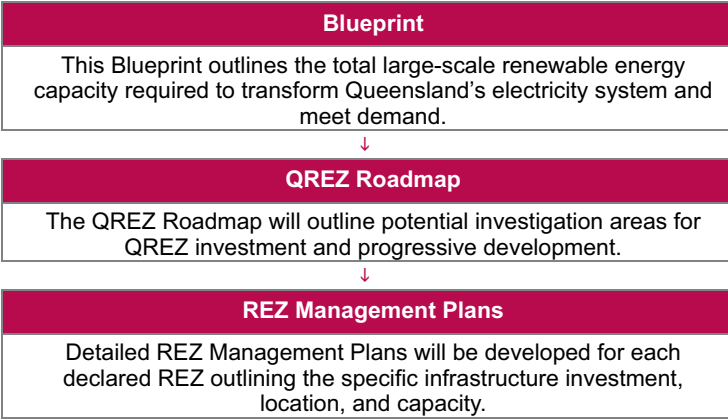 Blueprint
This Blueprint outlines the total large-scale renewable energy
capacity required to transform Queensland's electricity system and
meet demand.
↓
QREZ Roadmap
The QREZ Roadmap will outline potential investigation areas for
QREZ investment and progressive development.
↓
REZ Management Plans
Detailed REZ Management Plans will be developed for each
declared REZ outlining the specific infrastructure investment,
location, and capacity.